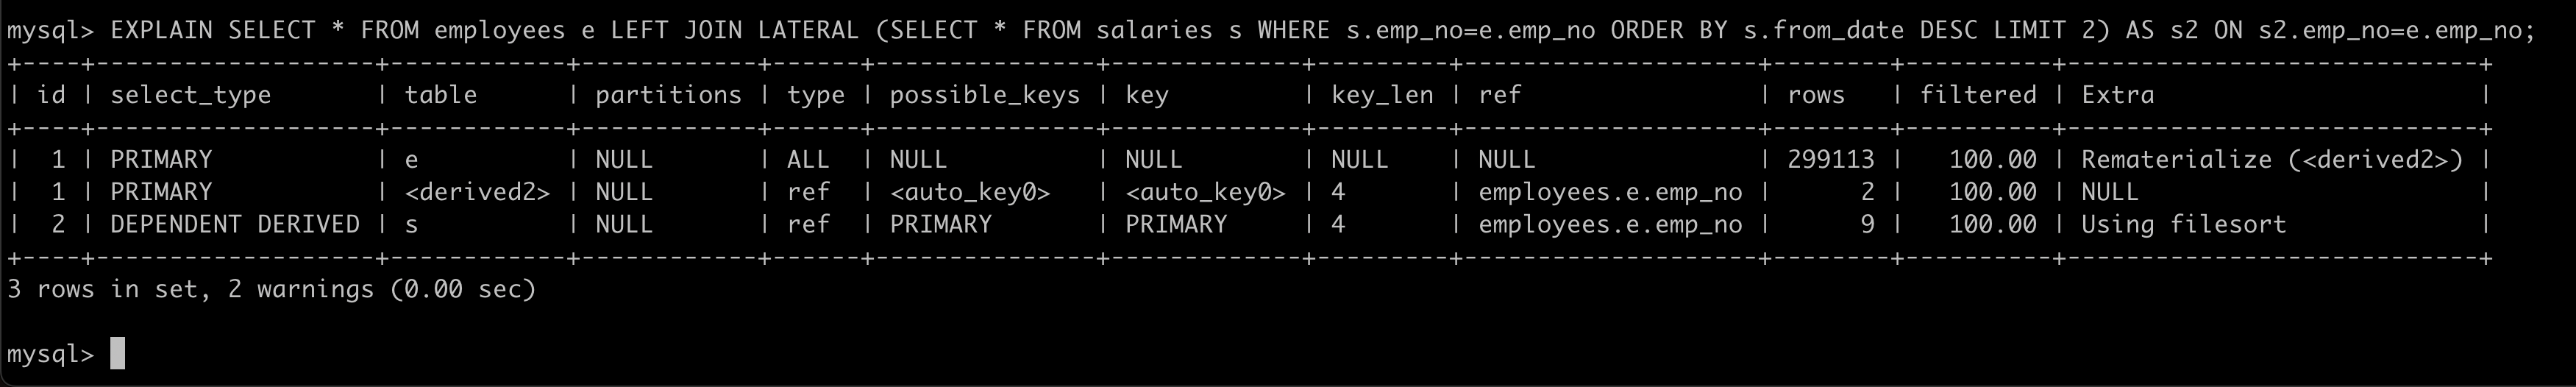 mysql> EXPLAIN SELECT * FROM employees e LEFT JOIN LATERAL (SELECT * FROM salaries s WHERE s.emp_no=e.emp_no ORDER BY s.from_date DESC LIMIT 2) AS s2 ON s2.emp_no=e.emp_no;
+----+-------------------+------------+------------+------+---------------+-------------+---------+--------------------+--------+----------+----------------------------+
| id | select_type       | table      | partitions | type | possible_keys | key         | key_len | ref                | rows   | filtered | Extra                      |
+----+-------------------+------------+------------+------+---------------+-------------+---------+--------------------+--------+----------+----------------------------+
|  1 | PRIMARY           | e          | NULL       | ALL  | NULL          | NULL        | NULL    | NULL               | 299113 |   100.00 | Rematerialize (<derived2>) |
|  1 | PRIMARY           | <derived2> | NULL       | ref  | <auto_key0>   | <auto_key0> | 4       | employees.e.emp_no |      2 |   100.00 | NULL                       |
|  2 | DEPENDENT DERIVED | s          | NULL       | ref  | PRIMARY       | PRIMARY     | 4       | employees.e.emp_no |      9 |   100.00 | Using filesort             |
+----+-------------------+------------+------------+------+---------------+-------------+---------+--------------------+--------+----------+----------------------------+
3 rows in set, 2 warnings (0.00 sec)
mysql>